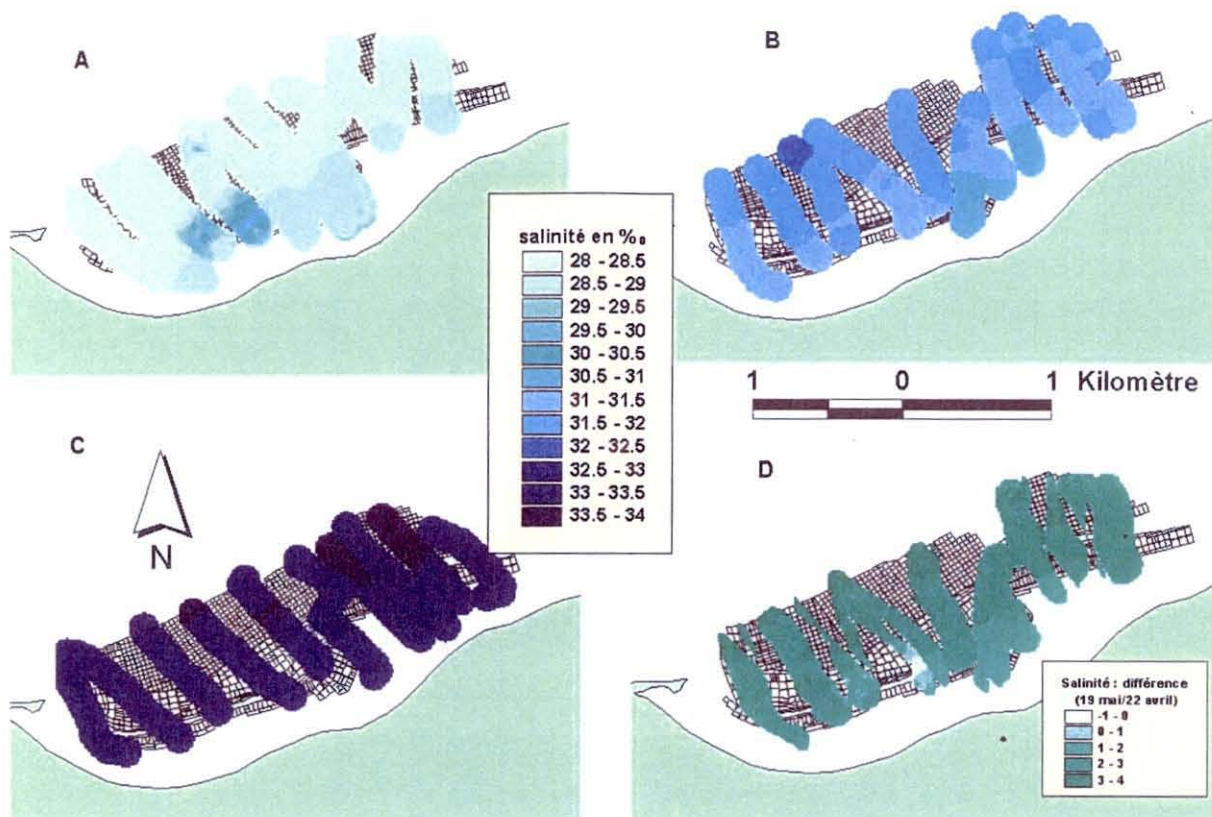 A
B
salinité en ‰
28 - 28.5
28.5 - 29
29 - 29.5
29.5 - 30
30 - 30.5
30.5 - 31
31 - 31.5
31.5 - 32
32 - 32.5
32.5 - 33
33 - 33.5
33.5 - 34
1 0 1 Kilomètre
C
N
D
Salinité : différence
(19 mai/22 avril)
-1 - 0
0 - 1
1 - 2
2 - 3
3 - 4